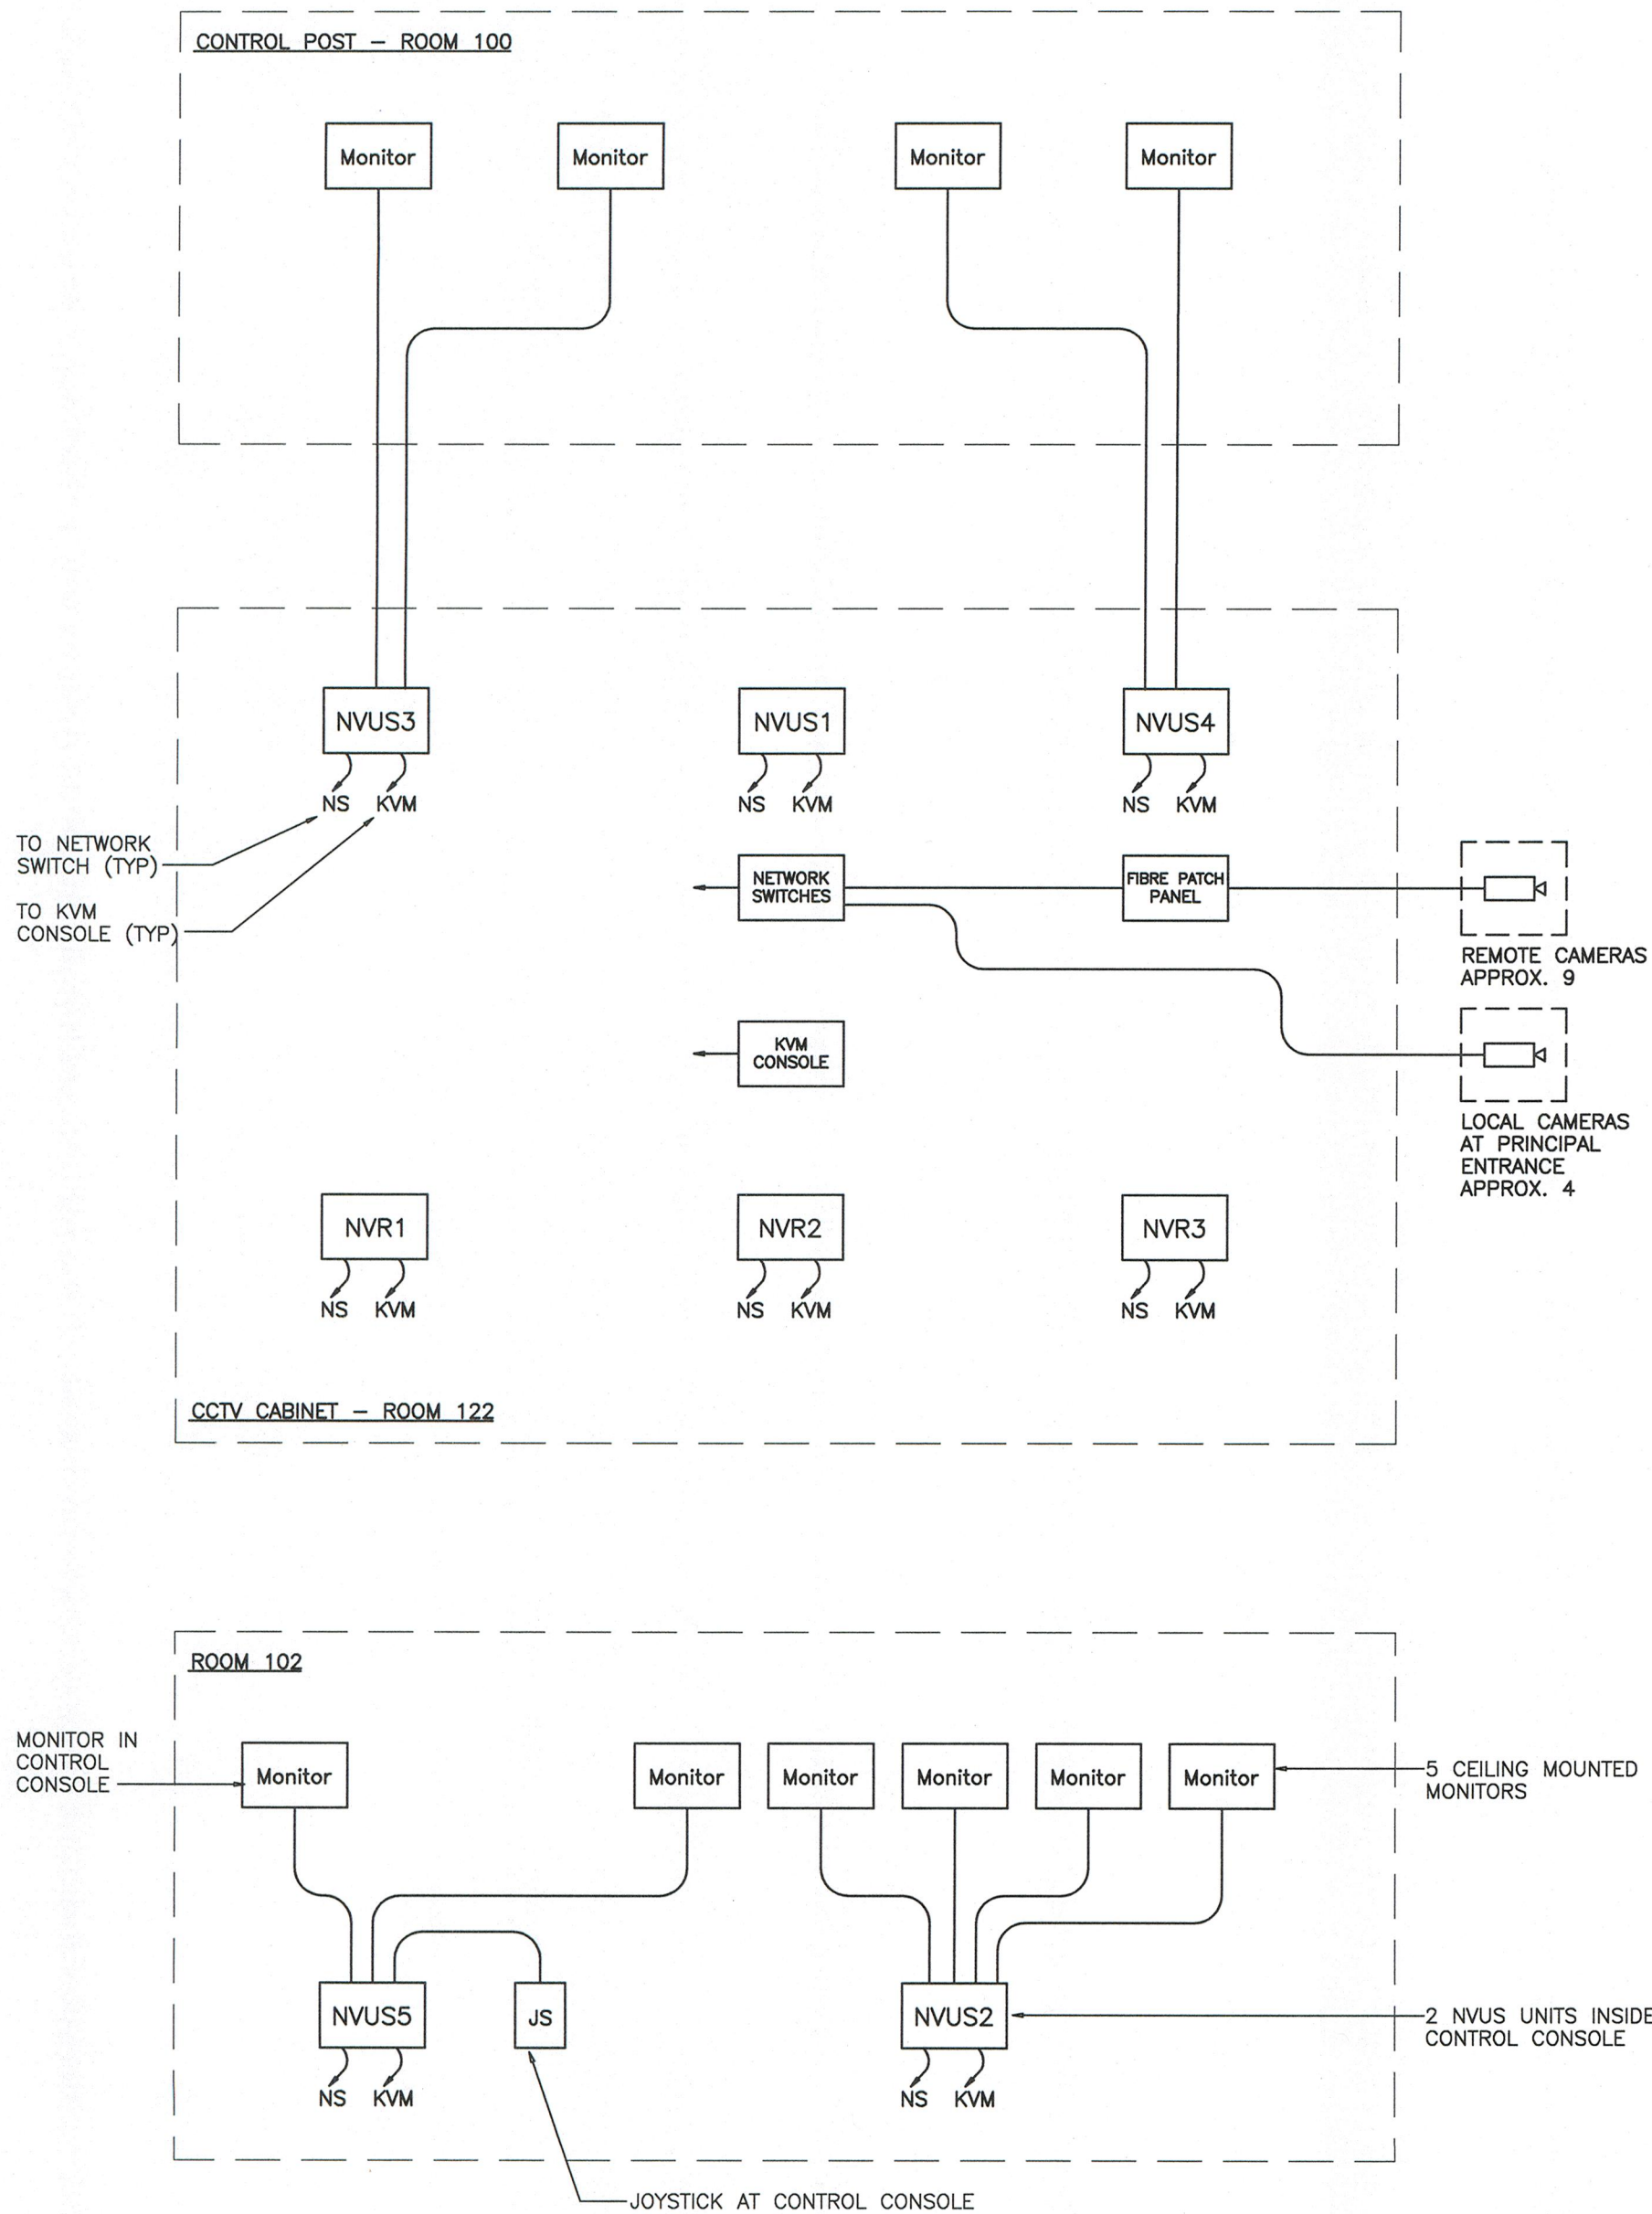 CONTROL POST – ROOM 100
Monitor
Monitor
Monitor
Monitor
NVUS3
NVUS1
NVUS4
NS KVM
NS KVM
NS KVM
TO NETWORK
SWITCH (TYP)
TO KVM
CONSOLE (TYP)
NETWORK
SWITCHES
FIBRE PATCH
PANEL
REMOTE CAMERAS
APPROX. 9
KVM
CONSOLE
LOCAL CAMERAS
AT PRINCIPAL
ENTRANCE
APPROX. 4
NVR1
NVR2
NVR3
NS KVM
NS KVM
NS KVM
CCTV CABINET – ROOM 122
ROOM 102
MONITOR IN
CONTROL
CONSOLE
Monitor
Monitor
Monitor
Monitor
Monitor
Monitor
5 CEILING MOUNTED
MONITORS
NVUS5
JS
NVUS2
2 NVUS UNITS INSIDE
CONTROL CONSOLE
NS KVM
NS KVM
JOYSTICK AT CONTROL CONSOLE